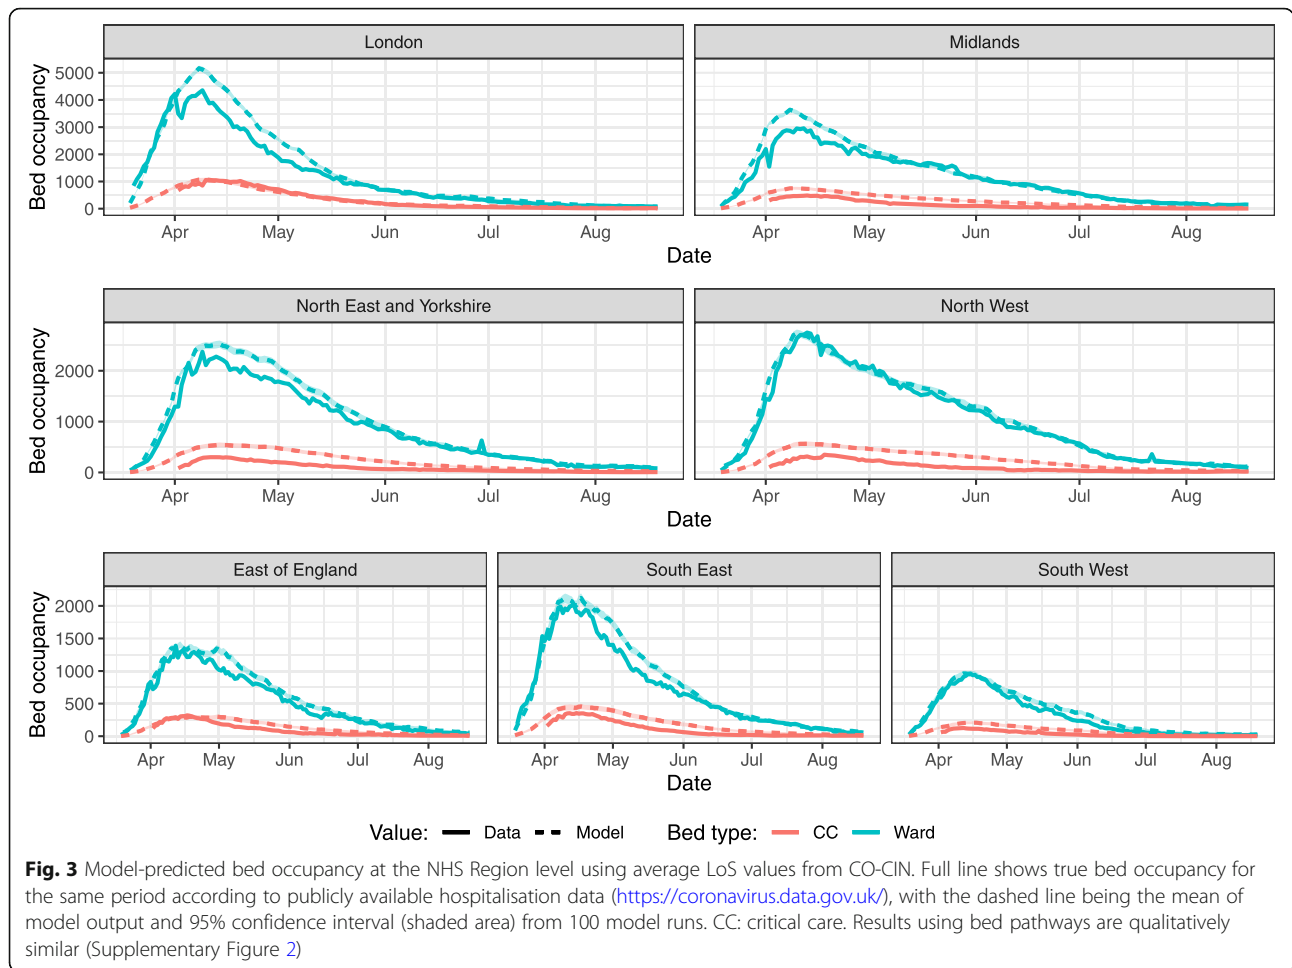 London
Midlands
Bed occupancy
5000
4000
3000
2000
1000
0
Apr May Jun Jul Aug
Apr May Jun Jul Aug
Date
North East and Yorkshire
North West
Bed occupancy
2000
1000
0
Apr May Jun Jul Aug
Apr May Jun Jul Aug
Date
East of England
South East
South West
Bed occupancy
2000
1500
1000
500
0
Apr May Jun Jul Aug
Apr May Jun Jul Aug
Apr May Jun Jul Aug
Date
Value: Data Model Bed type: CC Ward
Fig. 3 Model-predicted bed occupancy at the NHS Region level using average LoS values from CO-CIN. Full line shows true bed occupancy for
the same period according to publicly available hospitalisation data (https://coronavirus.data.gov.uk/), with the dashed line being the mean of
model output and 95% confidence interval (shaded area) from 100 model runs. CC: critical care. Results using bed pathways are qualitatively
similar (Supplementary Figure 2)